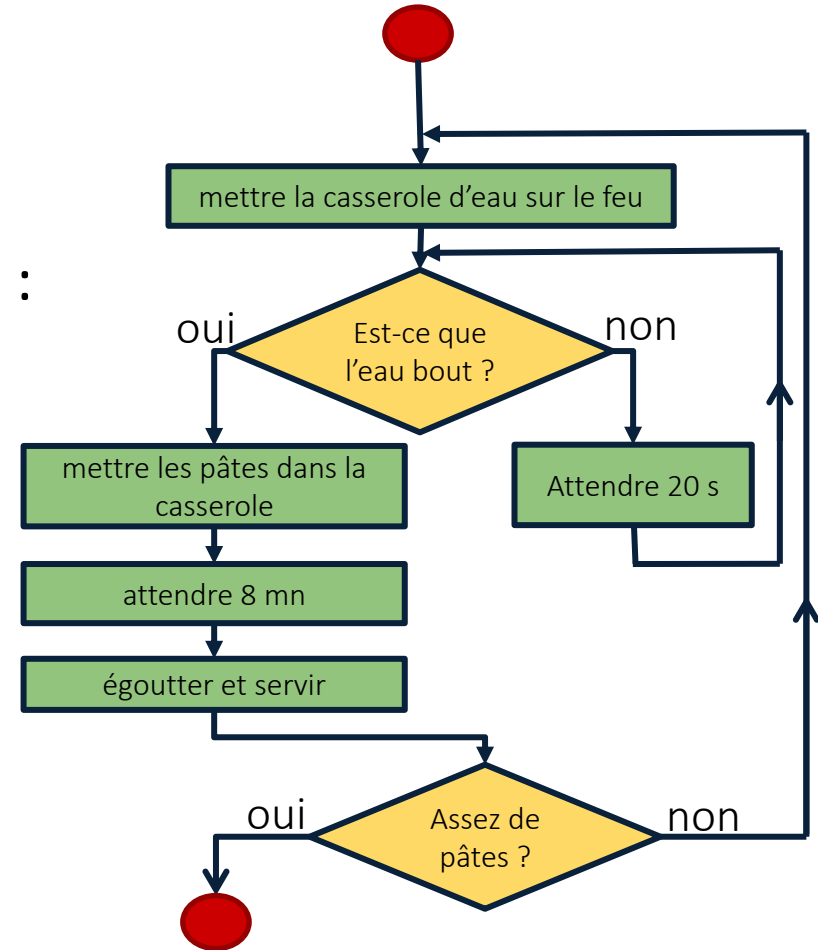 mettre la casserole d'eau sur le feu
:
oui
Est-ce que
l'eau bout ?
non
mettre les pâtes dans la
casserole
Attendre 20 s
attendre 8 mn
égoutter et servir
oui
Assez de
pâtes ?
non